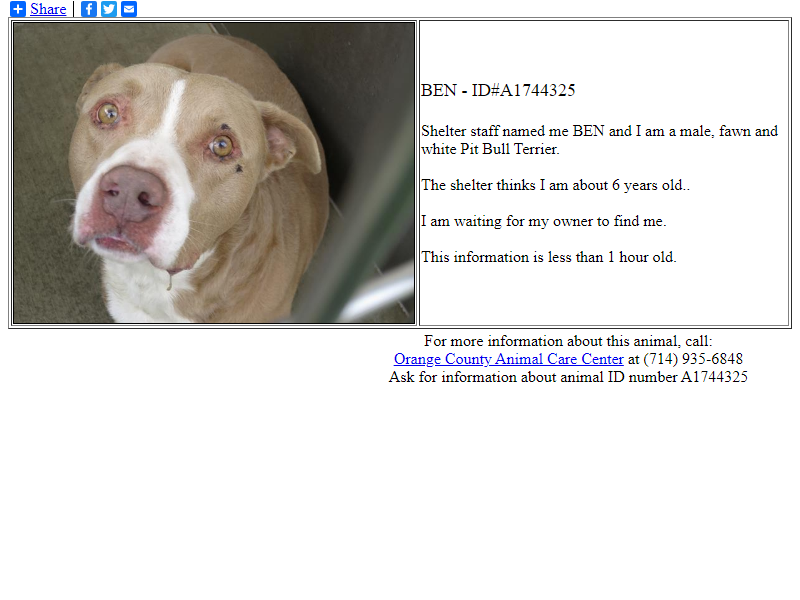 Share
BEN - ID#A1744325
Shelter staff named me BEN and I am a male, fawn and
white Pit Bull Terrier.
The shelter thinks I am about 6 years old..
I am waiting for my owner to find me.
This information is less than 1 hour old.
For more information about this animal, call:
Orange County Animal Care Center at (714) 935-6848
Ask for information about animal ID number A1744325